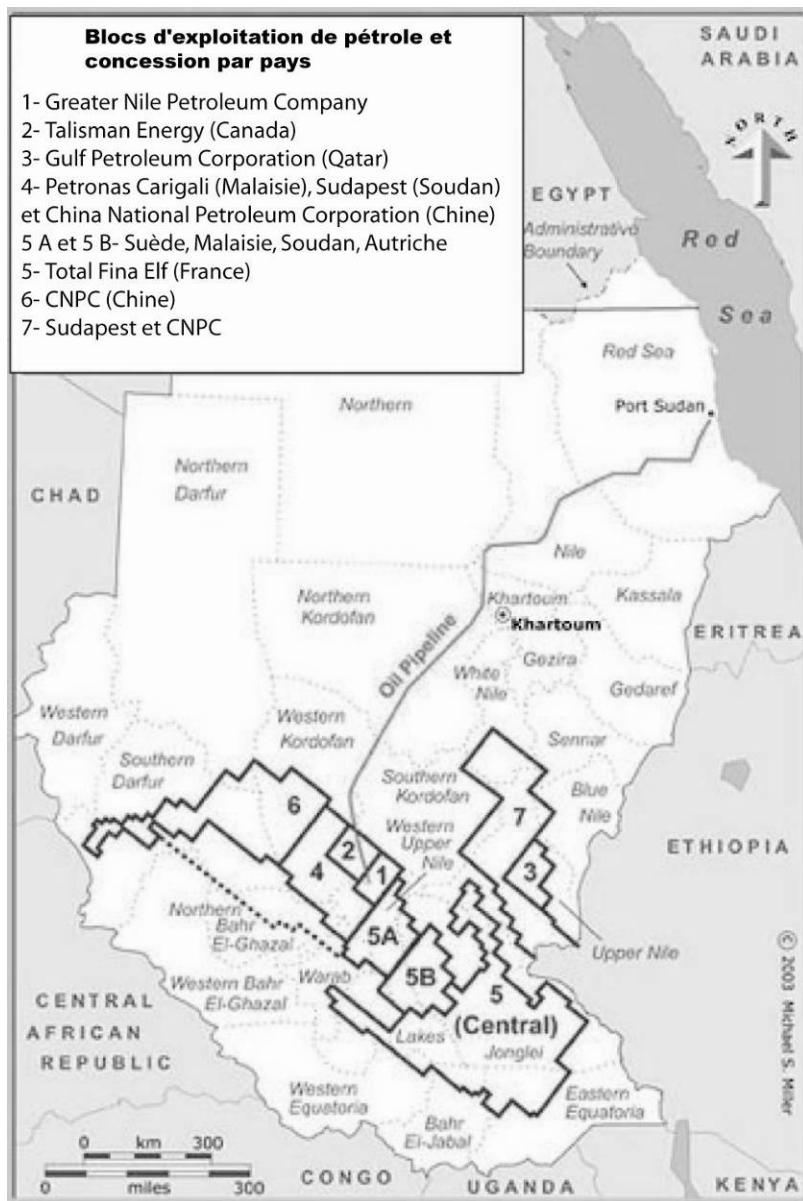 Blocs d'exploitation de pétrole et
concession par pays
1- Greater Nile Petroleum Company
2- Talisman Energy (Canada)
3- Gulf Petroleum Corporation (Qatar)
4- Petronas Carigali (Malaisie), Sudapest (Soudan)
et China National Petroleum Corporation (Chine)
5 A et 5 B- Suède, Malaisie, Soudan, Autriche
5- Total Fina Elf (France)
6- CNPC (Chine)
7- Sudapest et CNPC
SAUDI
ARABIA
NORTH
EGYPT
Administrative
Boundary
Red
Sea
Red Sea
Port Sudan
Northern
Northern
Darfur
CHAD
Nile
Northern
Kordofan
Khartoum
Khartoum
Kassala
ERITREA
Oil Pipeline
Gezira
White
Nile
Gedaref
Western
Darfur
Western
Kordofan
Southern
Darfur
Sennar
Southern
Kordofan
Blue
Nile
6
7
Western
Upper
Nile
ETHIOPIA
2
4
1
3
Northern
Bahr
El-Ghazal
5A
Upper Nile
5B
Warab
Western Bahr
El-Ghazal
5
(Central)
CENTRAL
AFRICAN
REPUBLIC
Lakes
Jonglei
Western
Equatoria
Eastern
Equatoria
Bahr
El-Jabal
0 km 300
0 miles 300
CONGO
UGANDA
KENYA
© 2003 Michael S. Miller